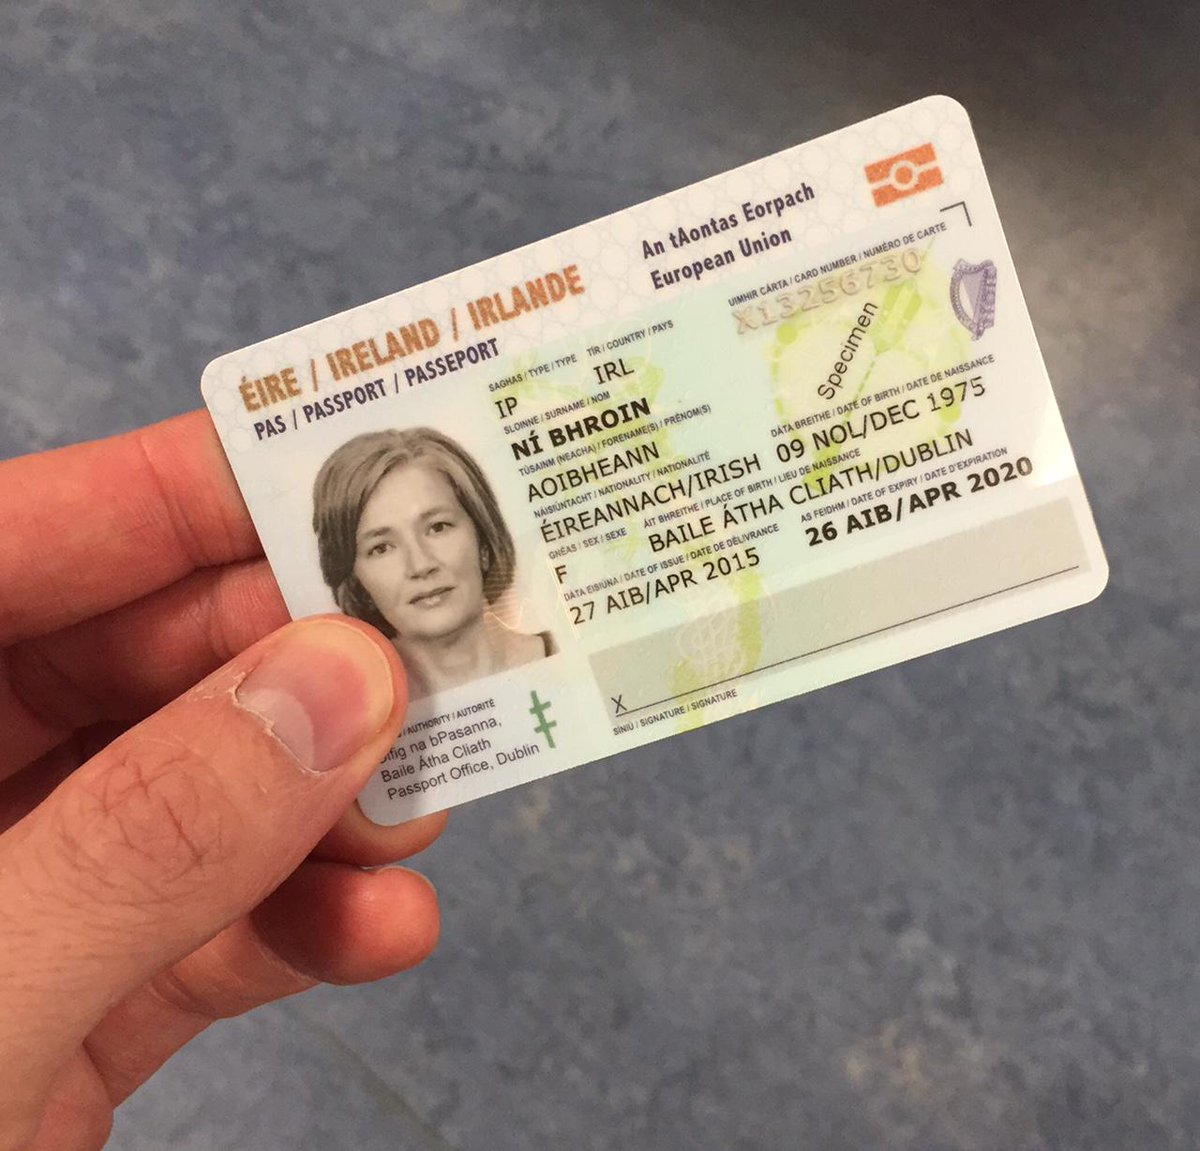 ÉIRE / IRELAND / IRLANDE
PAS / PASSPORT / PASSEPORT
An tAontas Eorpach
European Union
UIMHIR CÁRTA / CARD NUMBER / NUMÉRO DE CARTE
X13256730
SAGHAS / TYPE / TYPE TÍR / COUNTRY / PAYS
IP IRL
Specimen
SLOINNE / SURNAME / NOM
NÍ BHROIN
TÚSAINM (NEACHA) / FORENAME(S) / PRÉNOM(S)
AOIBHEANN
DÁTA BREITHE / DATE OF BIRTH / DATE DE NAISSANCE
NÁISIÚNTACHT / NATIONALITY / NATIONALITÉ
ÉIREANNACH/IRISH 09 NOL/DEC 1975
GNÉAS / SEX / SEXE ÁIT BHREITHE / PLACE OF BIRTH / LIEU DE NAISSANCE
F BAILE ÁTHA CLIATH/DUBLIN
DÁTA EISIÚNA / DATE OF ISSUE / DATE DE DÉLIVRANCE AS FEIDHM / DATE OF EXPIRY / DATE D'EXPIRATION
27 AIB/APR 2015 26 AIB/APR 2020
X
SÍNIÚ / SIGNATURE / SIGNATURE
/ AUTHORITY / AUTORITÉ
na bPasanna,
Baile Átha Cliath
Passport Office, Dublin